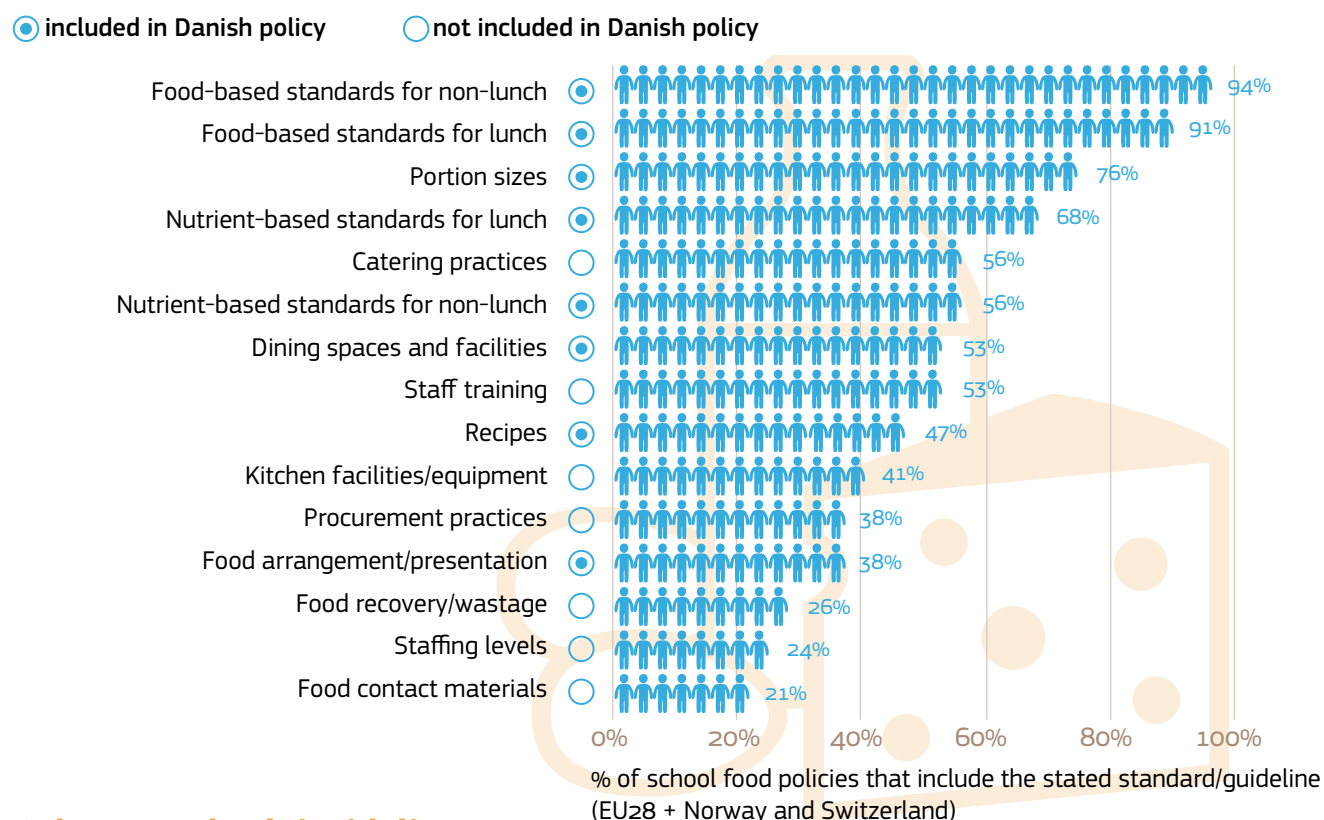 included in Danish policy not included in Danish policy
Food-based standards for non-lunch 94%
Food-based standards for lunch 91%
Portion sizes 76%
Nutrient-based standards for lunch 68%
Catering practices 56%
Nutrient-based standards for non-lunch 56%
Dining spaces and facilities 53%
Staff training 53%
Recipes 47%
Kitchen facilities/equipment 41%
Procurement practices 38%
Food arrangement/presentation 38%
Food recovery/wastage 26%
Staffing levels 24%
Food contact materials 21%
0% 20% 40% 60% 80% 100%
% of school food policies that include the stated standard/guideline
(EU28 + Norway and Switzerland)